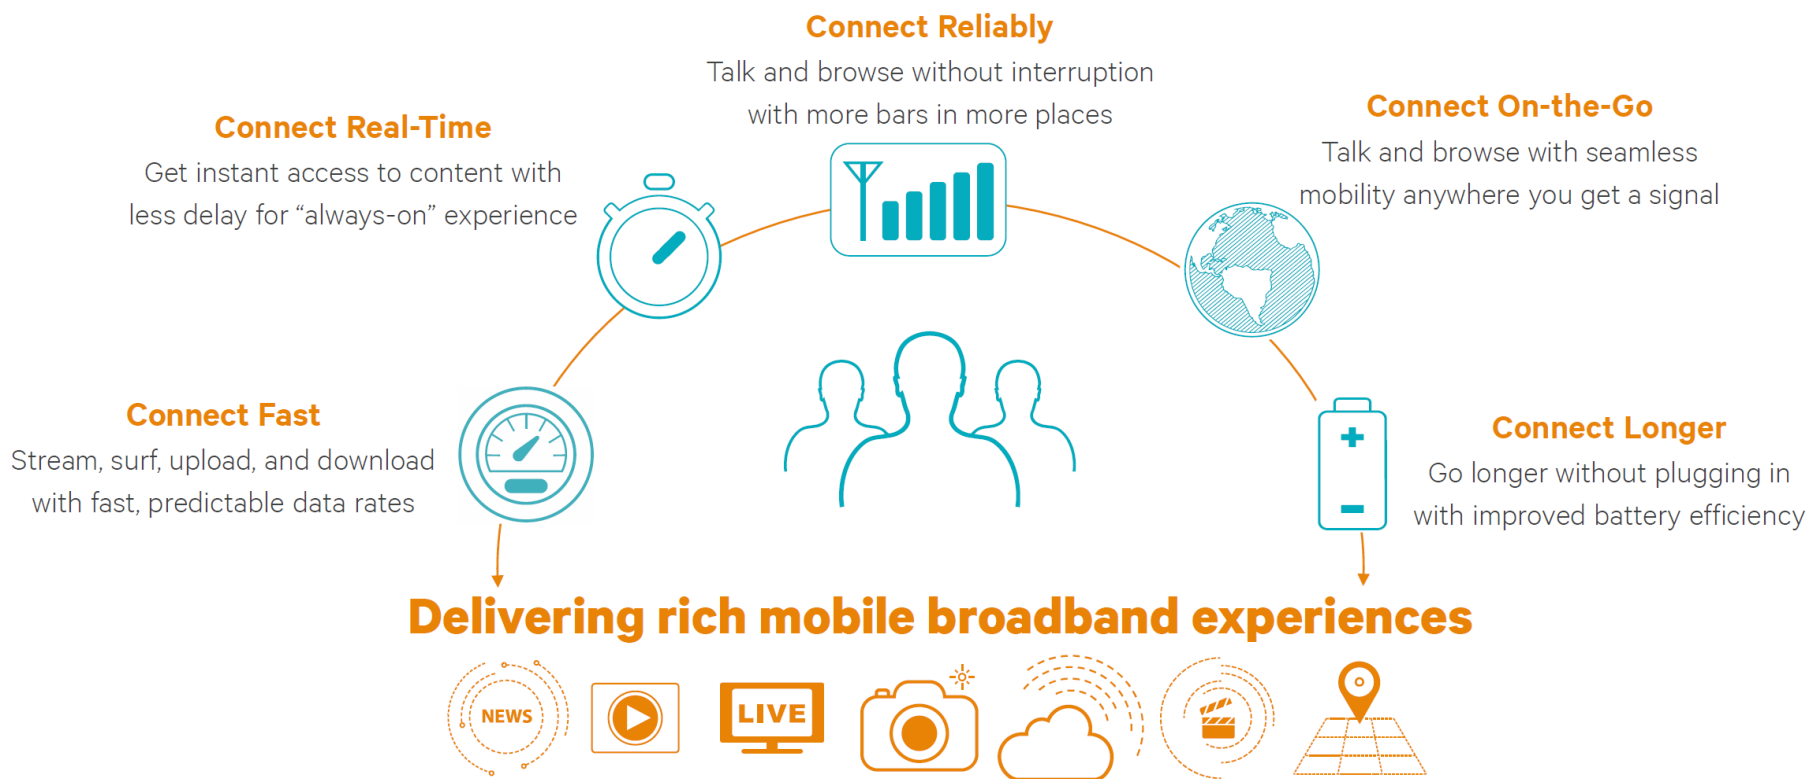 Connect Reliably
Talk and browse without interruption
with more bars in more places
Connect Real-Time
Get instant access to content with
less delay for “always-on” experience
Connect On-the-Go
Talk and browse with seamless
mobility anywhere you get a signal
Connect Fast
Stream, surf, upload, and download
with fast, predictable data rates
Connect Longer
Go longer without plugging in
with improved battery efficiency
Delivering rich mobile broadband experiences
NEWS
LIVE